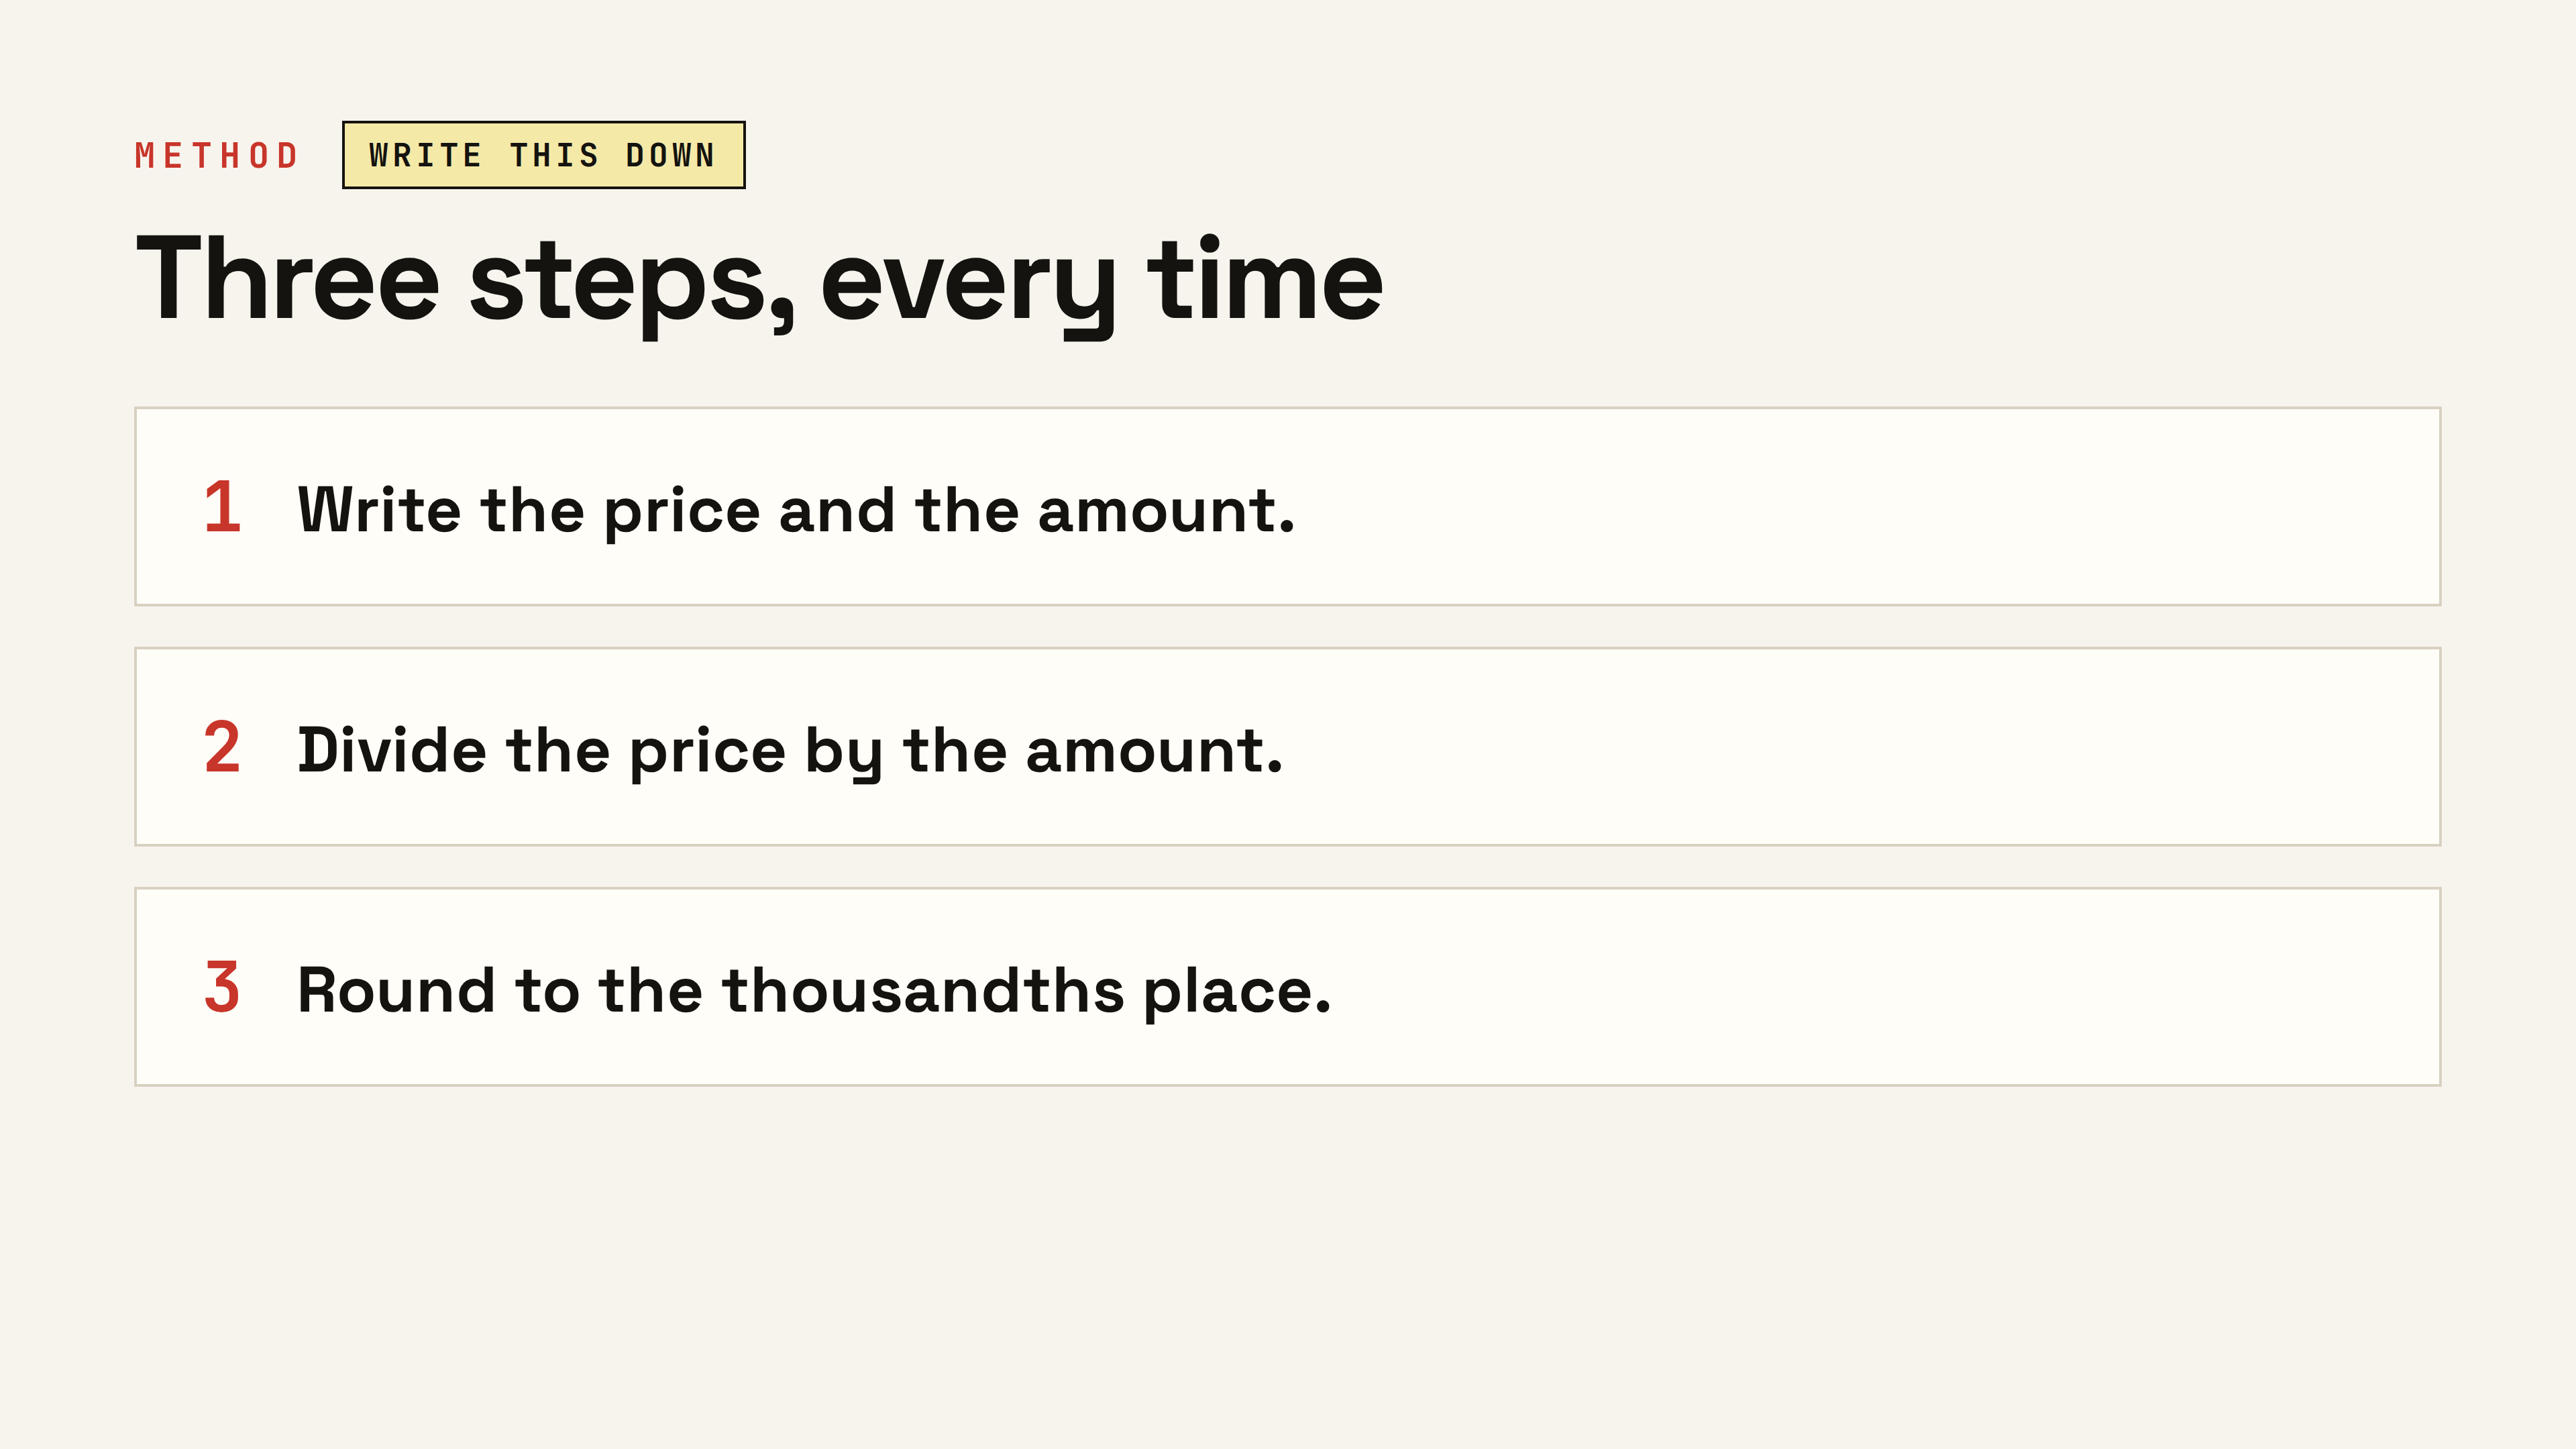 METHOD WRITE THIS DOWN
Three steps, every time
1 Write the price and the amount.
2 Divide the price by the amount.
3 Round to the thousandths place.